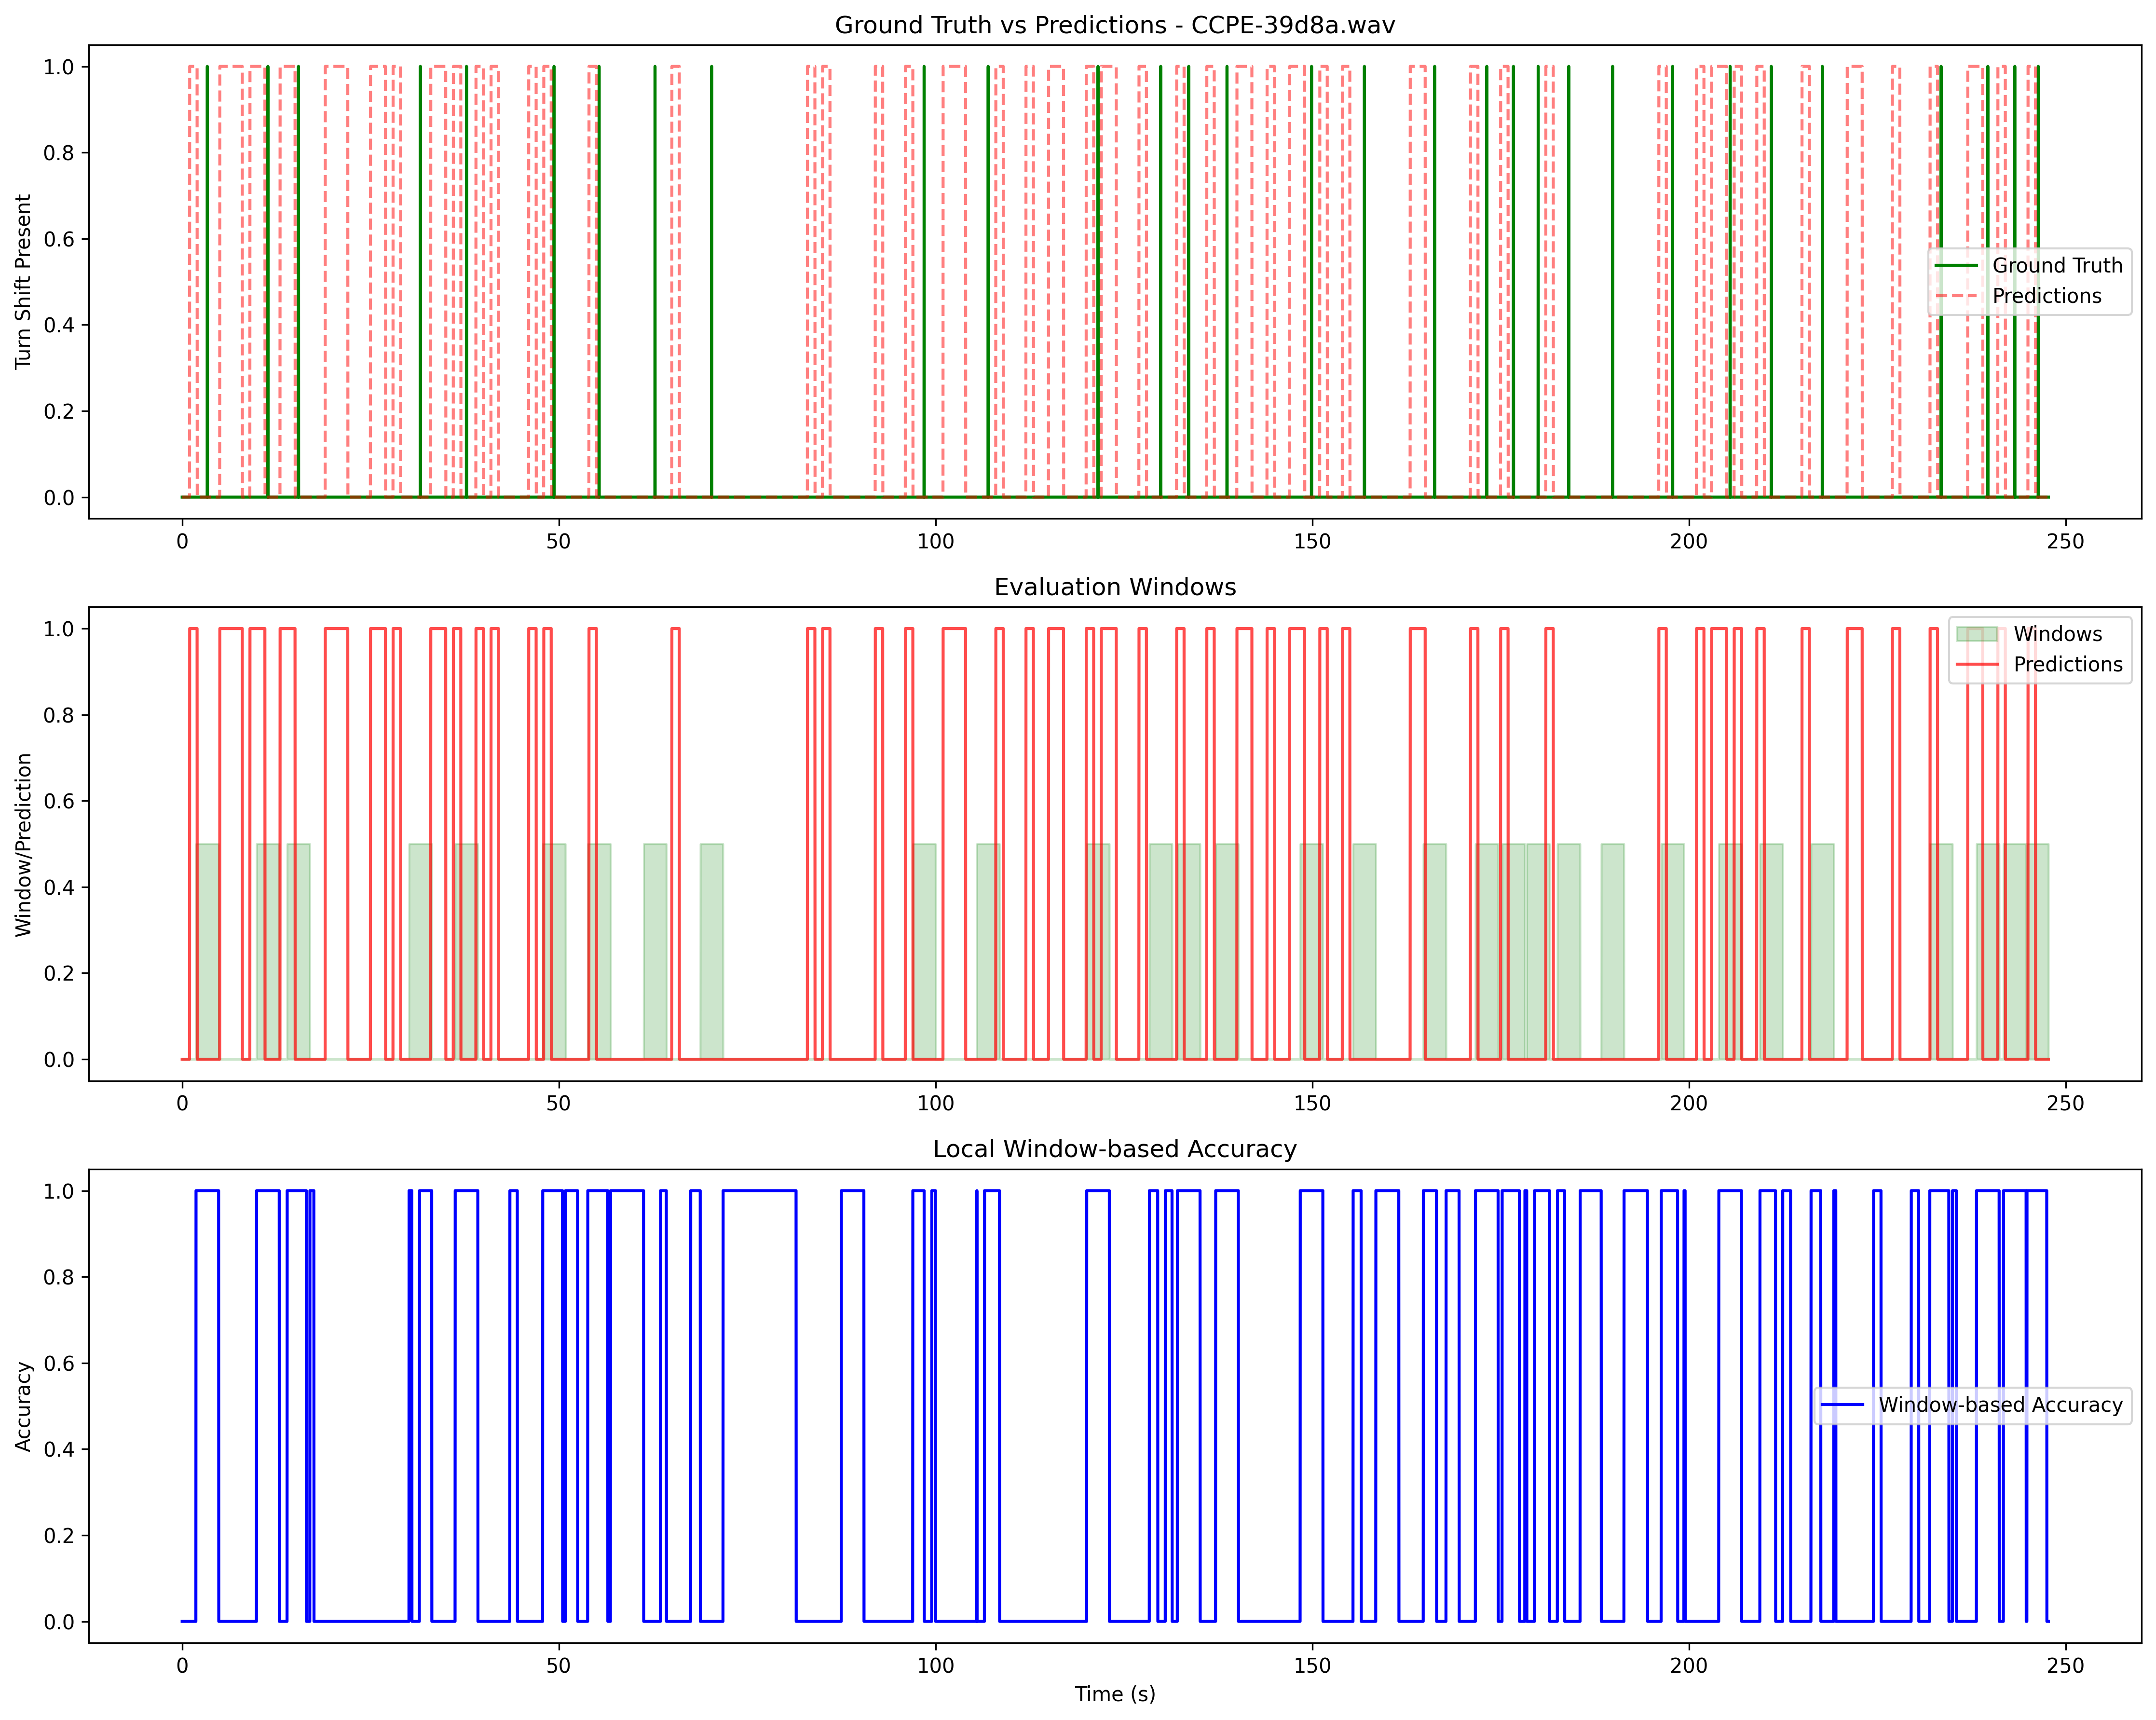 Ground Truth vs Predictions - CCPE-39d8a.wav
Turn Shift Present
1.0
0.8
0.6
0.4
0.2
0.0
Ground Truth
Predictions
0 50 100 150 200 250
Evaluation Windows
Window/Prediction
1.0
0.8
0.6
0.4
0.2
0.0
Windows
Predictions
0 50 100 150 200 250
Local Window-based Accuracy
Accuracy
1.0
0.8
0.6
0.4
0.2
0.0
Window-based Accuracy
0 50 100 150 200 250
Time (s)